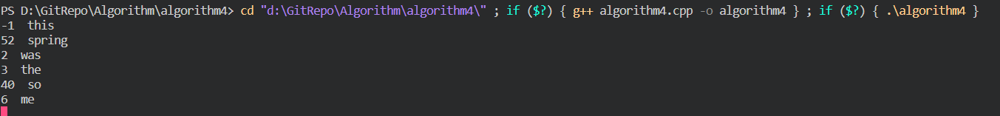 PS D:\GitRepo\Algorithm\algorithm4> cd "d:\GitRepo\Algorithm\algorithm4\" ; if ($?) { g++ algorithm4.cpp -o algorithm4 } ; if ($?) { .\algorithm4 }
-1  this
52  spring
2  was
3  the
40  so
6  me